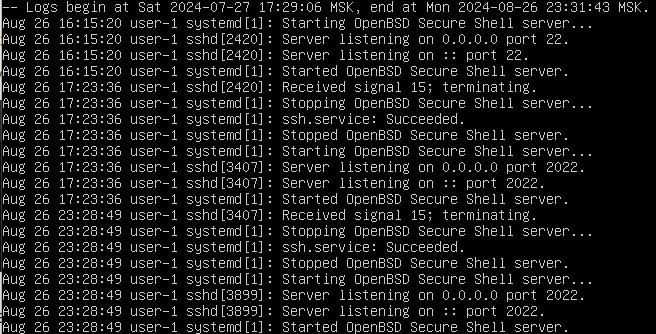 -- Logs begin at Sat 2024-07-27 17:29:06 MSK, end at Mon 2024-08-26 23:31:43 MSK.
Aug 26 16:15:20 user-1 systemd[1]: Starting OpenBSD Secure Shell server...
Aug 26 16:15:20 user-1 sshd[2420]: Server listening on 0.0.0.0 port 22.
Aug 26 16:15:20 user-1 sshd[2420]: Server listening on :: port 22.
Aug 26 16:15:20 user-1 systemd[1]: Started OpenBSD Secure Shell server.
Aug 26 17:23:36 user-1 sshd[2420]: Received signal 15; terminating.
Aug 26 17:23:36 user-1 systemd[1]: Stopping OpenBSD Secure Shell server...
Aug 26 17:23:36 user-1 systemd[1]: ssh.service: Succeeded.
Aug 26 17:23:36 user-1 systemd[1]: Stopped OpenBSD Secure Shell server.
Aug 26 17:23:36 user-1 systemd[1]: Starting OpenBSD Secure Shell server...
Aug 26 17:23:36 user-1 sshd[3407]: Server listening on 0.0.0.0 port 2022.
Aug 26 17:23:36 user-1 sshd[3407]: Server listening on :: port 2022.
Aug 26 17:23:36 user-1 systemd[1]: Started OpenBSD Secure Shell server.
Aug 26 23:28:49 user-1 sshd[3407]: Received signal 15; terminating.
Aug 26 23:28:49 user-1 systemd[1]: Stopping OpenBSD Secure Shell server...
Aug 26 23:28:49 user-1 systemd[1]: ssh.service: Succeeded.
Aug 26 23:28:49 user-1 systemd[1]: Stopped OpenBSD Secure Shell server.
Aug 26 23:28:49 user-1 systemd[1]: Starting OpenBSD Secure Shell server...
Aug 26 23:28:49 user-1 sshd[3899]: Server listening on 0.0.0.0 port 2022.
Aug 26 23:28:49 user-1 sshd[3899]: Server listening on :: port 2022.
Aug 26 23:28:49 user-1 systemd[1]: Started OpenBSD Secure Shell server.